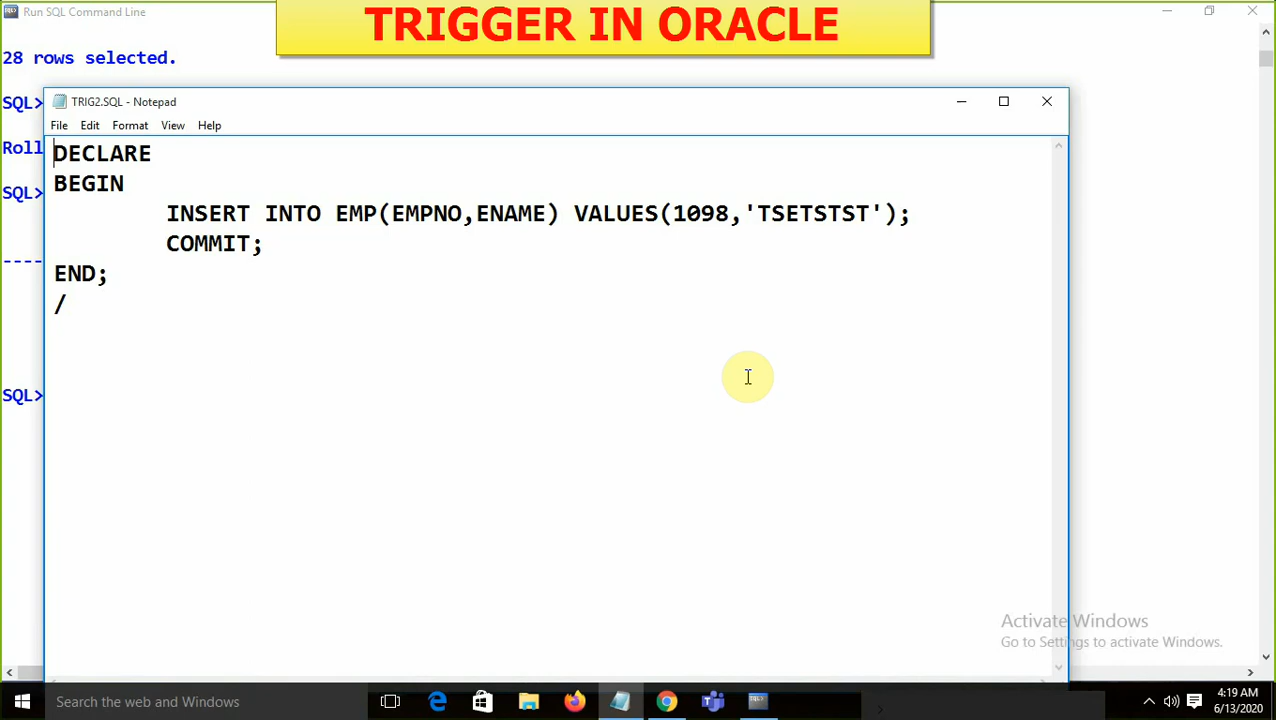 Run SQL Command Line
TRIGGER IN ORACLE
28 rows selected.
SQL>
TRIG2.SQL - Notepad
File Edit Format View Help
Roll
SQL>
----
SQL>
DECLARE
BEGIN
INSERT INTO EMP(EMPNO,ENAME) VALUES(1098,'TSETSTST');
COMMIT;
END;
/
Activate Windows
Go to Settings to activate Windows.
Search the web and Windows
4:19 AM
6/13/2020